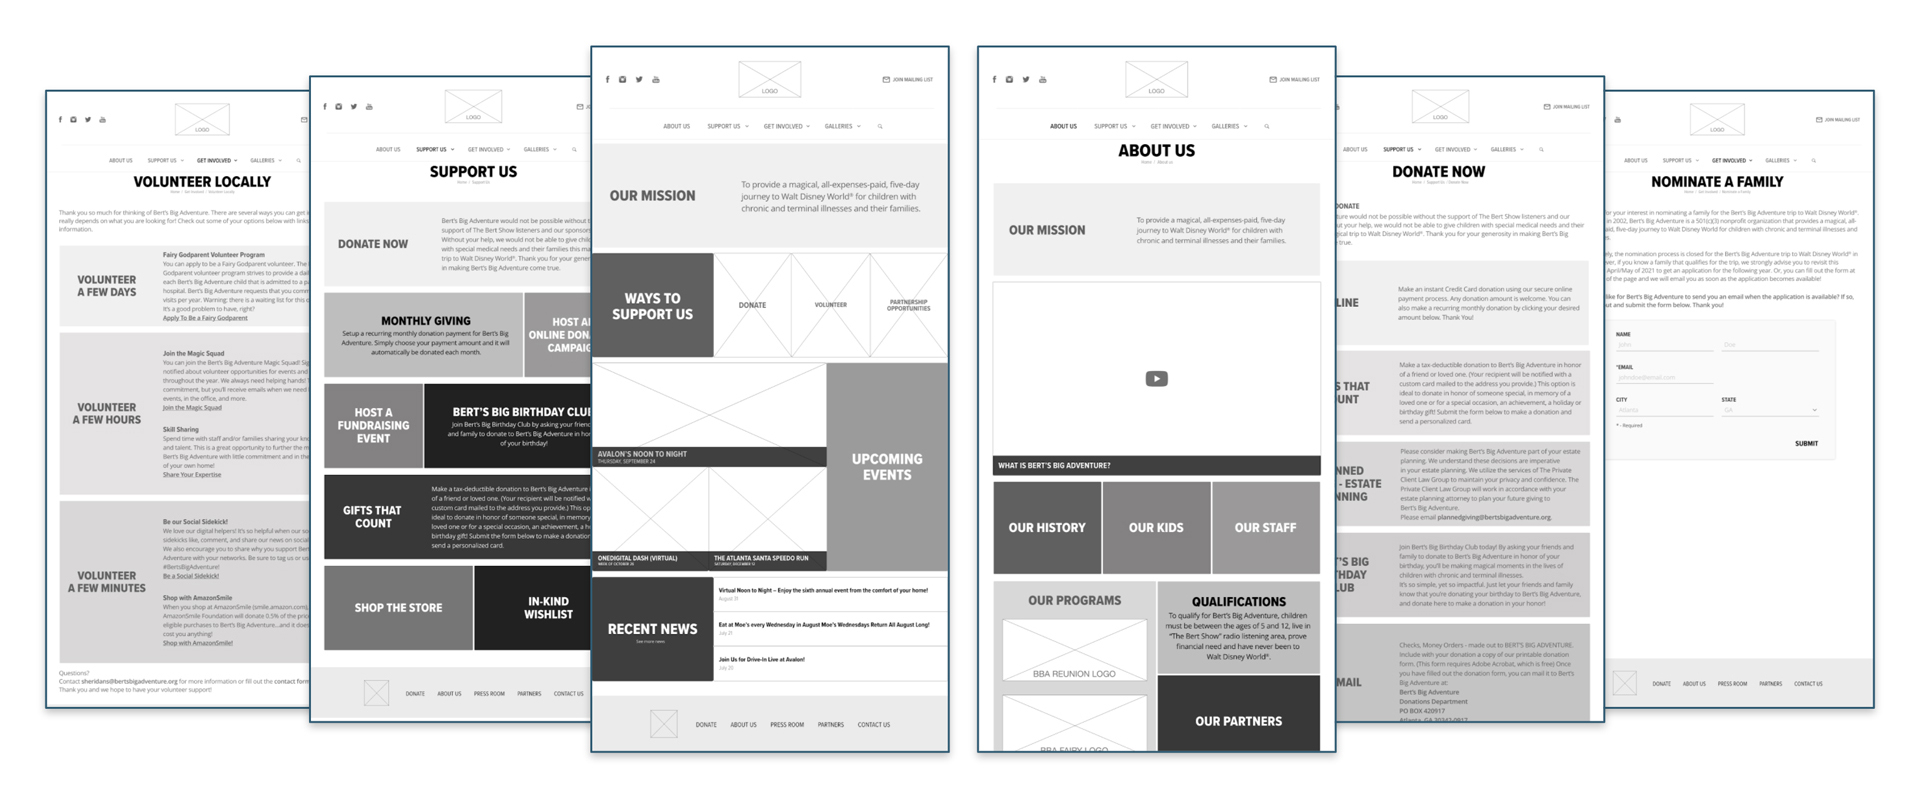 LOGO
ABOUT US SUPPORT US GET INVOLVED GALLERIES
VOLUNTEER LOCALLY
Home / Get Involved / Volunteer Locally
Thank you so much for thinking of Bert's Big Adventure. There are several ways you can get i
really depends on what you are looking for! Check out some of your options below with links
information.
VOLUNTEER
A FEW DAYS
Fairy Godparent Volunteer Program
You can apply to be a Fairy Godparent volunteer. The
Godparent volunteer program strives to provide a dail
each Bert's Big Adventure child that is admitted to a p
hospital. Bert's Big Adventure requests that you comm
visits per year. Warning: there is a waiting list for this o
It's a good problem to have, right?
Apply To Be a Fairy Godparent
VOLUNTEER
A FEW HOURS
Join the Magic Squad
You can join the Bert's Big Adventure Magic Squad! Sig
notified about volunteer opportunities for events and
throughout the year. We always need helping hands!
commitment, but you'll receive emails when we need
events, in the office, and more.
Join the Magic Squad
Skill Sharing
Spend time with staff and/or families sharing your kno
and talent. This is a great opportunity to further the m
Bert's Big Adventure with little commitment and in the
of your own home!
Share Your Expertise
VOLUNTEER
A FEW MINUTES
Be our Social Sidekick!
We love our digital helpers! It's so helpful when our so
sidekicks like, comment, and share our news on social
We also encourage you to share why you support Bert
Adventure with your networks. Be sure to tag us or us
#BertsBigAdventure!
Be a Social Sidekick!
Shop with AmazonSmile
When you shop at AmazonSmile (smile.amazon.com),
AmazonSmile Foundation will donate 0.5% of the price
eligible purchases to Bert's Big Adventure...and it does
cost you anything!
Shop with AmazonSmile!
Questions?
Contact sheridans@bertsbigadventure.org for more information or fill out the contact form
Thank you and we hope to have your volunteer support!
LOGO
ABOUT US SUPPORT US GET INVOLVED GALLERIES
SUPPORT US
Home / Support Us
DONATE NOW
Bert's Big Adventure would not be possible without t
support of The Bert Show listeners and our sponsors
Without your help, we would not be able to give child
with special medical needs and their families this ma
trip to Walt Disney World®. Thank you for your gener
in making Bert's Big Adventure come true.
MONTHLY GIVING
Setup a recurring monthly donation payment for Bert's Big
Adventure. Simply choose your payment amount and it will
automatically be donated each month.
HOST A
ONLINE DON
CAMPAIG
HOST A
FUNDRAISING
EVENT
BERT'S BIG BIRTHDAY CLUB
Join Bert's Big Adventure by asking your frien
and family to donate to Bert's Adventure in ho
of your birthday!
GIFTS THAT
COUNT
Make a tax-deductible donation to Bert's Adventure in
of a friend or loved one. (Your recipient will be notified w
custom card mailed to the address you provide.) This op
ideal to donate in honor of someone special, in memory
loved one or for a special occasion, an achievement, a h
birthday gift! Submit the form below to make a donation
send a personalized card.
SHOP THE STORE
IN-KIND
WISHLIST
DONATE ABOUT US PRESS ROOM PARTNERS CONTACT US
LOGO
JOIN MAILING LIST
ABOUT US SUPPORT US GET INVOLVED GALLERIES
OUR MISSION
To provide a magical, all-expenses-paid, five-day
journey to Walt Disney World® for children with
chronic and terminal illnesses and their families.
WAYS TO
SUPPORT US
DONATE
VOLUNTEER
PARTNERSHIP
OPPORTUNITIES
AVALON'S NOON TO NIGHT
THURSDAY, SEPTEMBER 24
UPCOMING
EVENTS
ONEDIGITAL DASH (VIRTUAL)
THE ATLANTA SANTA SPEEDO RUN
RECENT NEWS
See more news
Virtual Noon to Night – Enjoy the sixth annual event from the comfort of your home!
August 31
Eat at Moe's every Wednesday in August Moe's Wednesdays Return All August Long!
July 21
Join Us for Drive-In Live at Avalon!
July 20
DONATE ABOUT US PRESS ROOM PARTNERS CONTACT US
LOGO
JOIN MAILING LIST
ABOUT US SUPPORT US GET INVOLVED GALLERIES
ABOUT US
Home / About us
OUR MISSION
To provide a magical, all-expenses-paid, five-day
journey to Walt Disney World® for children with
chronic and terminal illnesses and their families.
WHAT IS BERT'S BIG ADVENTURE?
OUR HISTORY
OUR KIDS
OUR STAFF
OUR PROGRAMS
BBA REUNION LOGO
BBA FAIRY LOGO
QUALIFICATIONS
To qualify for Bert's Big Adventure, children
must be between the ages of 5 and 12, live in
"The Bert Show" radio listening area, prove
financial need and have never been to
Walt Disney World®.
OUR PARTNERS
LOGO
JOIN MAILING LIST
ABOUT US SUPPORT US GET INVOLVED GALLERIES
DONATE NOW
Home / Support Us / Donate Now
DONATE
ure would not be possible without the support of The Bert Show listeners and our
ut your help, we would not be able to give children with special medical needs and
gical trip to Walt Disney World®. Thank you for your generosity in making Bert's Big
true.
LINE
Make an instant Credit Card donation using our secure online
payment process. Any donation amount is welcome. You can
also make a recurring monthly donation by clicking your desired
amount below. Thank You!
S THAT
UNT
Make a tax-deductible donation to Bert's Big Adventure in honor
of a friend or loved one. (Your recipient will be notified with a
custom card mailed to the address you provide.) This option is
ideal to donate in honor of someone special, in memory of a
loved one or for a special occasion, an achievement, a holiday or
birthday gift! Submit the form below to make a donation and
send a personalized card.
NNED
- ESTATE
NNING
Please consider making Bert's Big Adventure part of your estate
planning. We understand these decisions are imperative
in your estate planning. We utilize the services of The Private
Client Law Group to maintain your privacy and confidence. The
Private Client Law Group will work in accordance with your
estate planning attorney to plan your future giving to
Bert's Big Adventure.
Please email plannedgiving@bertsbigadventure.org.
'S BIG
HDAY
LUB
Join Bert's Big Birthday Club today! By asking your friends and
family to donate to Bert's Big Adventure in honor of your
birthday, you'll be making magical moments in the lives of
children with chronic and terminal illnesses.
It's so simple, yet so impactful. Just let your friends and family
know that you're donating your birthday to Bert's Big Adventure,
and donate here to make a donation in your honor!
MAIL
Checks, Money Orders - made out to BERT'S BIG ADVENTURE.
Include with your donation a copy of our printable donation
form. (This form requires Adobe Acrobat, which is free) Once
you have filled out the donation form, you can mail it to Bert's
Big Adventure at:
Bert's Big Adventure
Donations Department
PO BOX 420917
Atlanta, GA 30342-0917
LOGO
JOIN MAILING LIST
ABOUT US SUPPORT US GET INVOLVED GALLERIES
NOMINATE A FAMILY
Home / Get Involved / Nominate a Family
for your interest in nominating a family for the Bert's Big Adventure trip to Walt Disney World®.
in 2002, Bert's Big Adventure is a 501(c)(3) nonprofit organization that provides a magical, all-
aid, five-day journey to Walt Disney World® for children with chronic and terminal illnesses and
s.
ely, the nomination process is closed for the Bert's Big Adventure trip to Walt Disney World® in
ver, if you know a family that qualifies for the trip, we strongly advise you to revisit this
April/May of 2021 to get an application for the following year. Or, you can fill out the form at
of the page and we will email you as soon as the application becomes available!
like for Bert's Big Adventure to send you an email when the application is available? If so,
out and submit the form below. Thank you!
NAME
John Doe
*EMAIL
johndoe@email.com
CITY STATE
Atlanta GA
* - Required
SUBMIT
DONATE ABOUT US PRESS ROOM PARTNERS CONTACT US